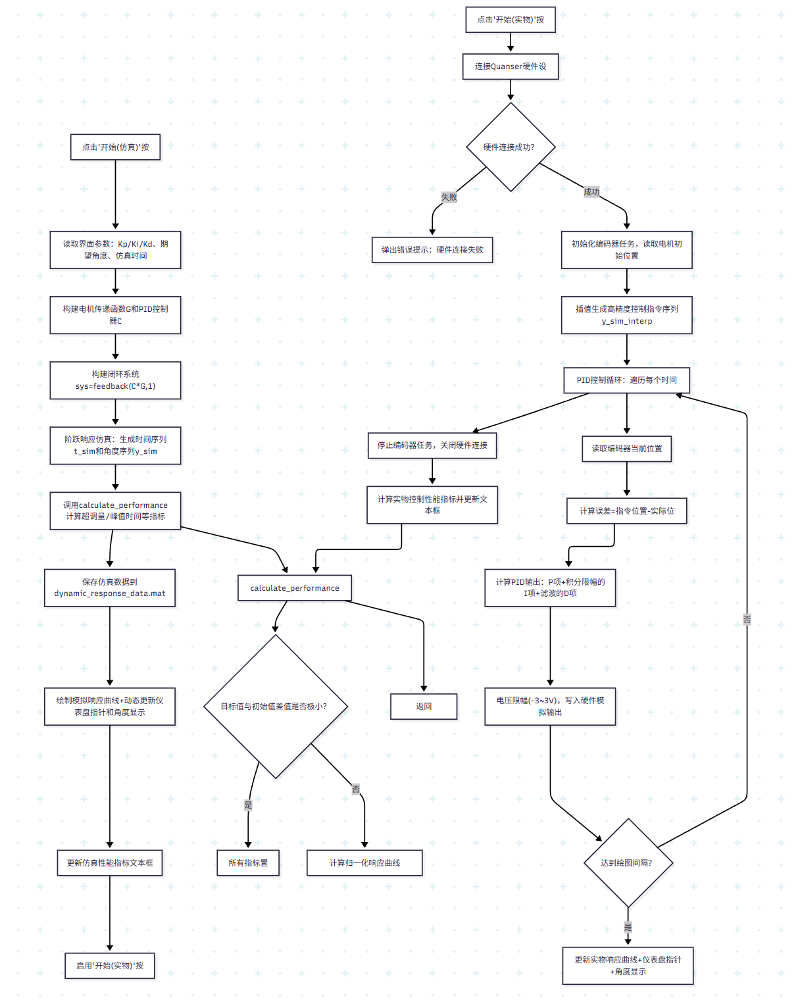 点击'开始(实物)'按
连接Quanser硬件设
硬件连接成功?
失败
成功
弹出错误提示：硬件连接失败
初始化编码器任务，读取电机初
始位置
插值生成高精度控制指令序列
y_sim_interp
PID控制循环：遍历每个时间
停止编码器任务，关闭硬件连接
读取编码器当前位置
计算实物控制性能指标并更新文
本框
计算误差=指令位置-实际位
计算PID输出：P项+积分限幅的
I项+滤波的D项
电压限幅(-3~3V)，写入硬件模
拟输出
达到绘图间隔?
否
是
更新实物响应曲线+仪表盘指针
+角度显示
点击'开始(仿真)'按
读取界面参数：Kp/Ki/Kd、期
望角度、仿真时间
构建电机传递函数G和PID控制
器C
构建闭环系统
sys=feedback(C*G,1)
阶跃响应仿真：生成时间序列
t_sim和角度序列y_sim
调用calculate_performance
计算超调量/峰值时间等指标
保存仿真数据到
dynamic_response_data.mat
绘制模拟响应曲线+动态更新仪
表盘指针和角度显示
更新仿真性能指标文本框
启用'开始(实物)'按
calculate_performance
目标值与初始值差值是否极小?
返回
是
否
所有指标置
计算归一化响应曲线